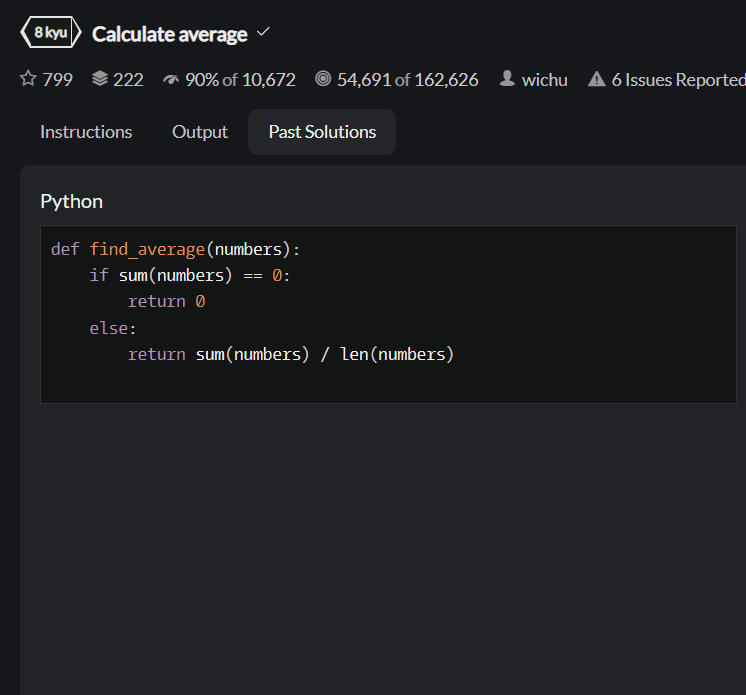 8 kyu Calculate average
799 222 90% of 10,672 54,691 of 162,626 wichu 6 Issues Reported
Instructions Output Past Solutions
Python
def find_average(numbers):
    if sum(numbers) == 0:
        return 0
    else:
        return sum(numbers) / len(numbers)